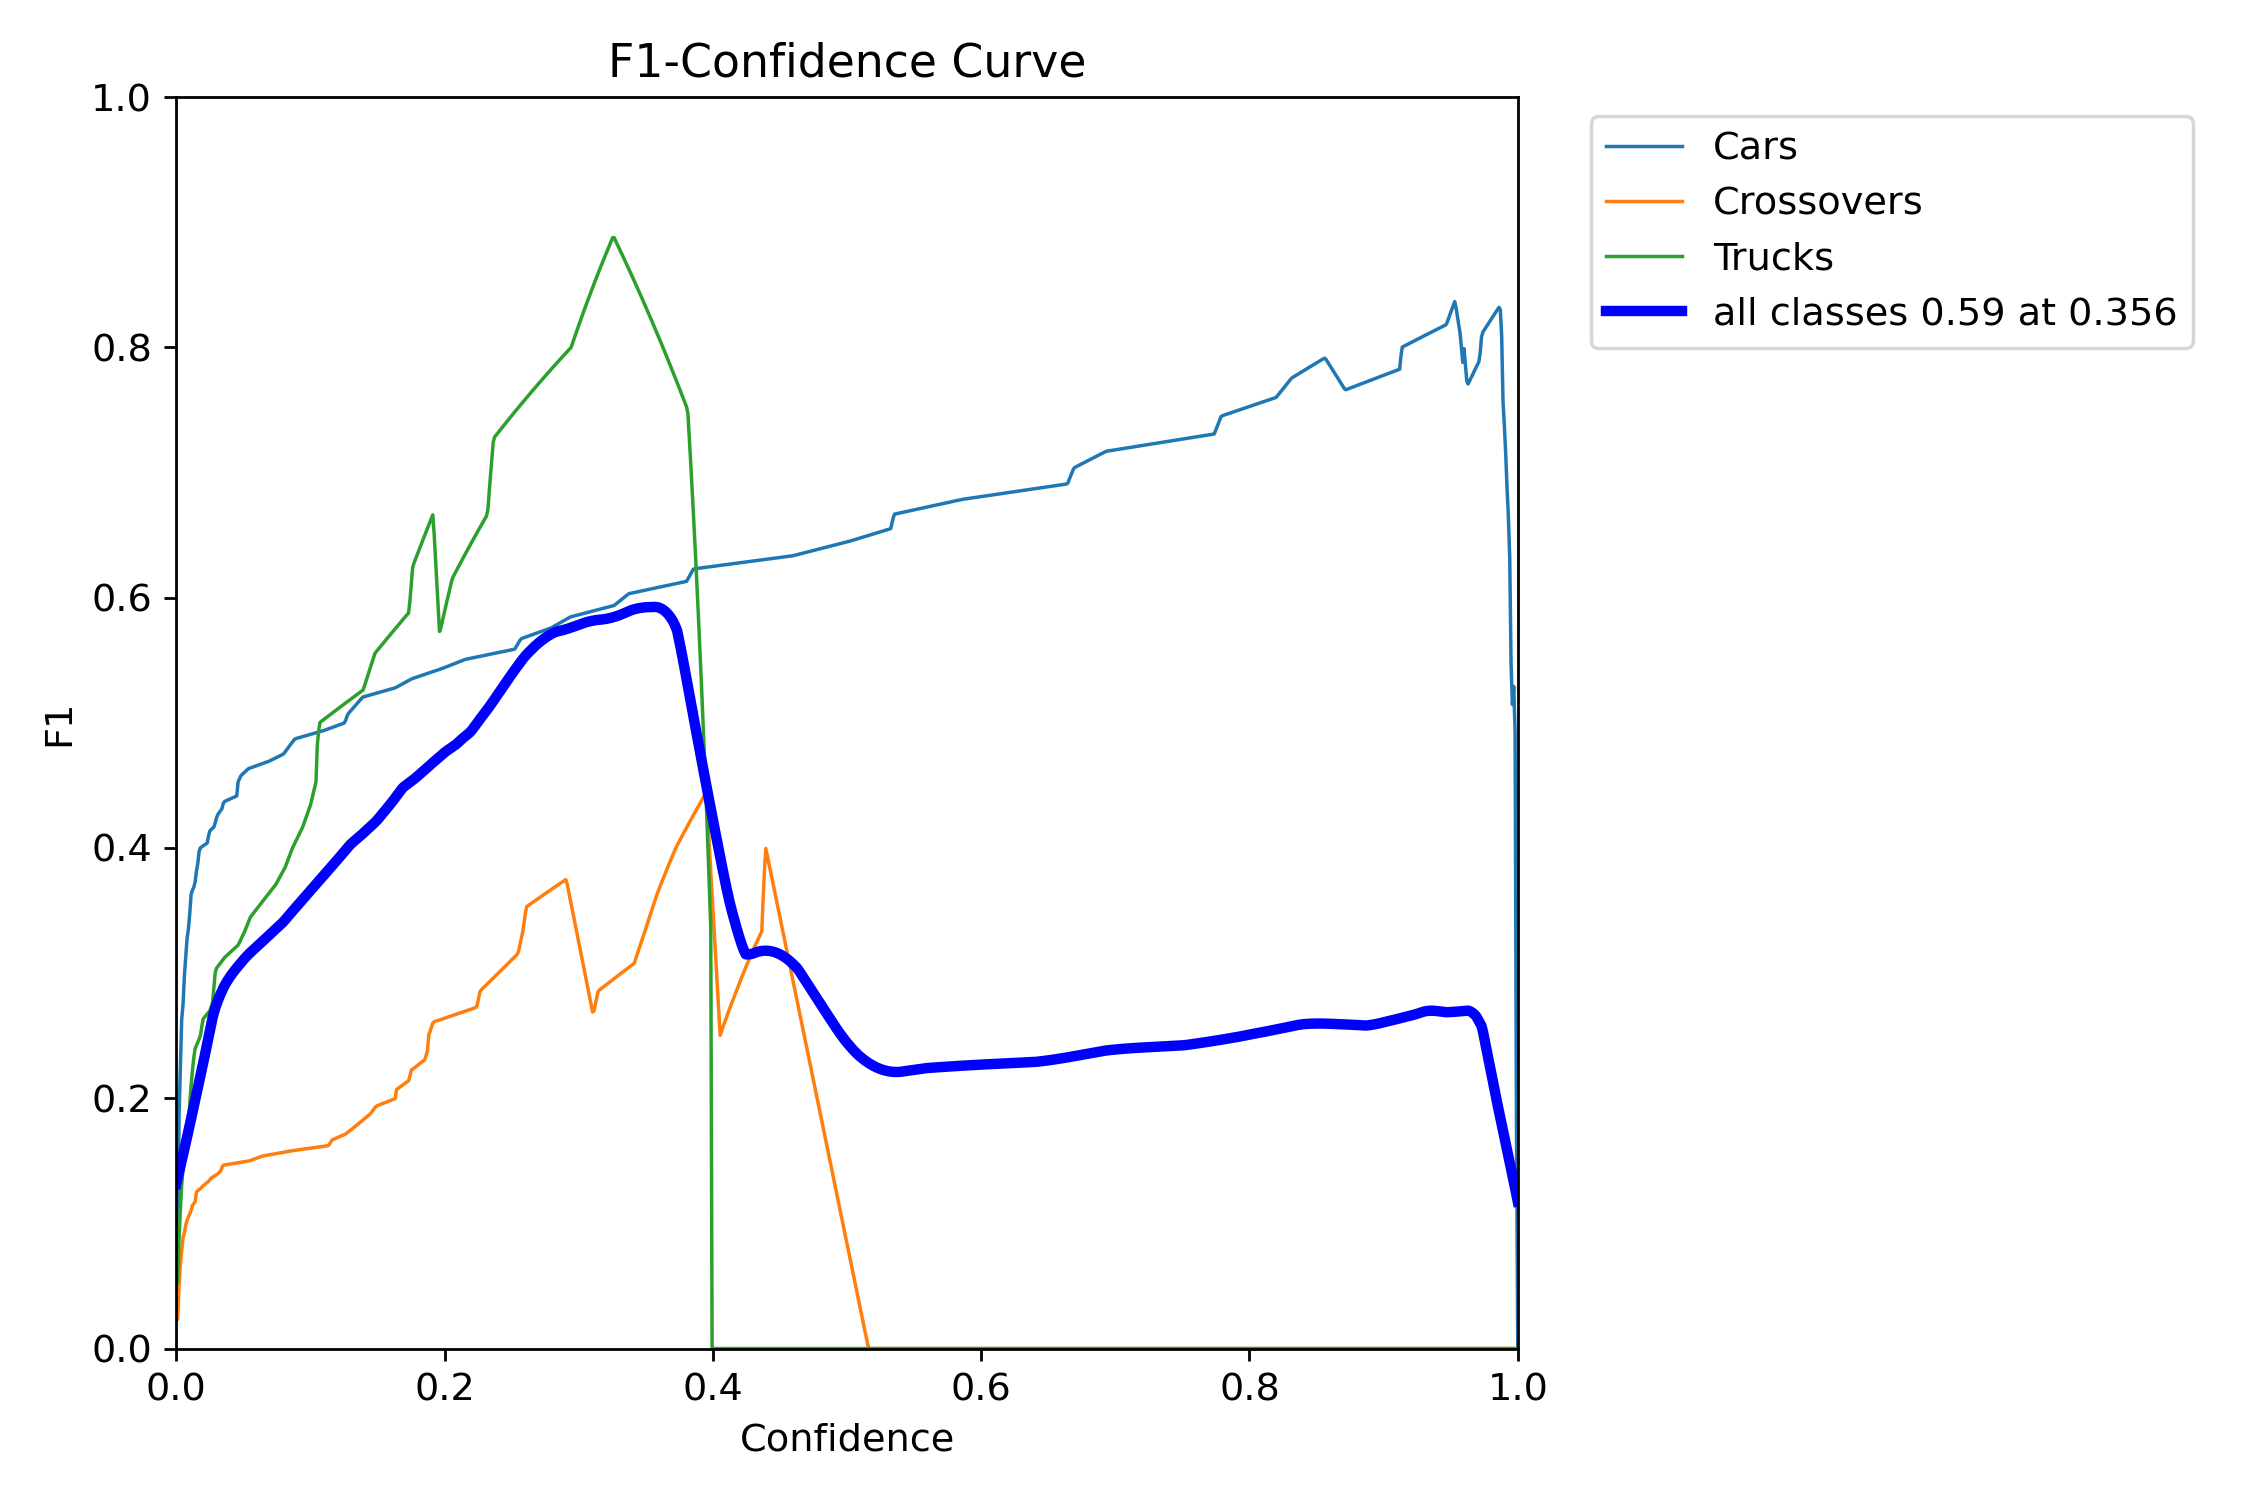 F1-Confidence Curve
1.0
0.8
0.6
0.4
0.2
0.0
F1
0.0 0.2 0.4 0.6 0.8 1.0
Confidence
Cars
Crossovers
Trucks
all classes 0.59 at 0.356